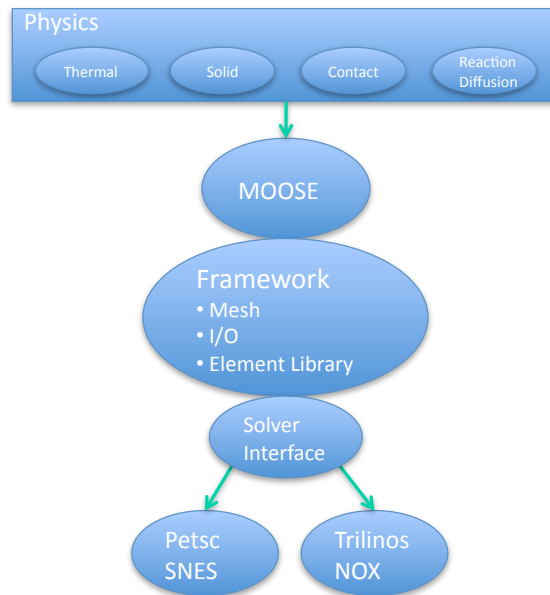 Physics
Thermal
Solid
Contact
Reaction
Diffusion
MOOSE
Framework
• Mesh
• I/O
• Element Library
Solver
Interface
Petsc
SNES
Trilinos
NOX